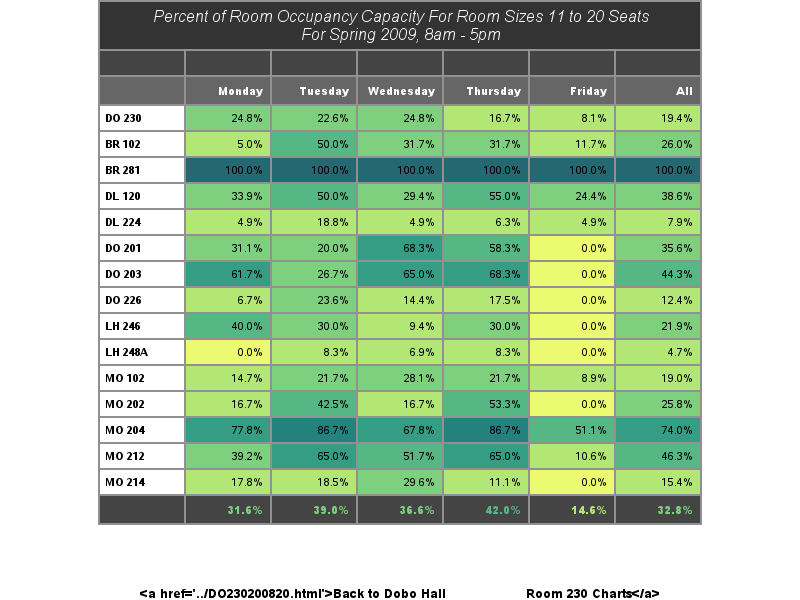 Percent of Room Occupancy Capacity For Room Sizes 11 to 20 Seats
For Spring 2009, 8am - 5pm
Monday Tuesday Wednesday Thursday Friday All
DO 230 24.8% 22.6% 24.8% 16.7% 8.1% 19.4%
BR 102 5.0% 50.0% 31.7% 31.7% 11.7% 26.0%
BR 281 100.0% 100.0% 100.0% 100.0% 100.0% 100.0%
DL 120 33.9% 50.0% 29.4% 55.0% 24.4% 38.6%
DL 224 4.9% 18.8% 4.9% 6.3% 4.9% 7.9%
DO 201 31.1% 20.0% 68.3% 58.3% 0.0% 35.6%
DO 203 61.7% 26.7% 65.0% 68.3% 0.0% 44.3%
DO 226 6.7% 23.6% 14.4% 17.5% 0.0% 12.4%
LH 246 40.0% 30.0% 9.4% 30.0% 0.0% 21.9%
LH 248A 0.0% 8.3% 6.9% 8.3% 0.0% 4.7%
MO 102 14.7% 21.7% 28.1% 21.7% 8.9% 19.0%
MO 202 16.7% 42.5% 16.7% 53.3% 0.0% 25.8%
MO 204 77.8% 86.7% 67.8% 86.7% 51.1% 74.0%
MO 212 39.2% 65.0% 51.7% 65.0% 10.6% 46.3%
MO 214 17.8% 18.5% 29.6% 11.1% 0.0% 15.4%
31.6% 39.0% 36.6% 42.0% 14.6% 32.8%
<a href='../DO230200820.html'>Back to Dobo Hall Room 230 Charts</a>